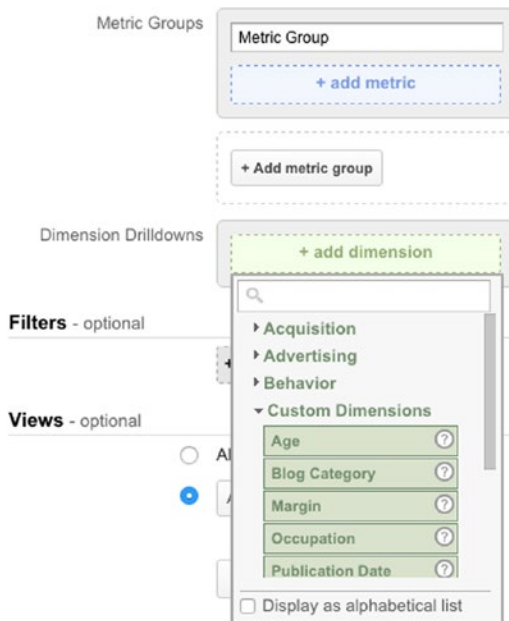 Metric Groups
Metric Group
+ add metric
+ Add metric group
Dimension Drilldowns
+ add dimension
Filters - optional
Acquisition
Advertising
Behavior
Views - optional
Custom Dimensions
Age
Blog Category
Margin
Occupation
Publication Date
Display as alphabetical list